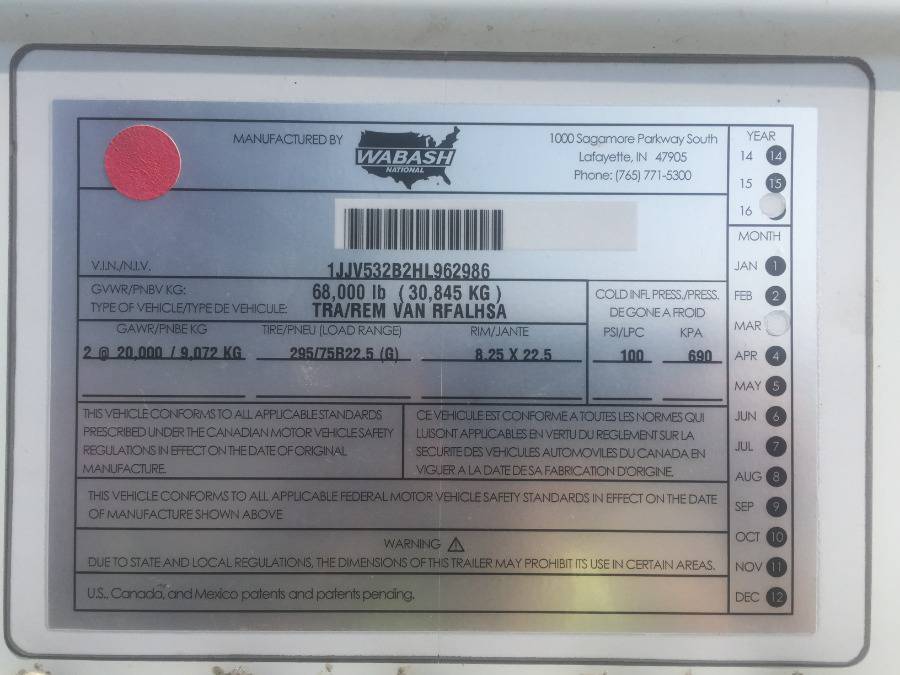 MANUFACTURED BY
WABASH
NATIONAL
1000 Sagamore Parkway South
Lafayette, IN 47905
Phone: (765) 771-5300
V.I.N./N.I.V.
1JJV532B2HL962986
GVWR/PNBV KG: 68,000 lb ( 30,845 KG )
TYPE OF VEHICLE/TYPE DE VEHICULE: TRA/REM VAN RFALHSA
GAWR/PNBE KG TIRE/PNEU (LOAD RANGE) RIM/JANTE
2 @ 20,000 / 9,072 KG 295/75R22.5 (G) 8.25 X 22.5
COLD INFL PRESS./PRESS.
DE GONE A FROID
PSI/LPC KPA
100 690
THIS VEHICLE CONFORMS TO ALL APPLICABLE STANDARDS
PRESCRIBED UNDER THE CANADIAN MOTOR VEHICLE SAFETY
REGULATIONS IN EFFECT ON THE DATE OF ORIGINAL
MANUFACTURE.
CE VEHICULE EST CONFORME A TOUTES LES NORMES QUI
LUI SONT APPLICABLES EN VERTU DU REGLEMENT SUR LA
SECURITE DES VEHICULES AUTOMOVILES DU CANADA EN
VIGUER A LA DATE DE SA FABRICATION D'ORIGINE.
THIS VEHICLE CONFORMS TO ALL APPLICABLE FEDERAL MOTOR VEHICLE SAFETY STANDARDS IN EFFECT ON THE DATE
OF MANUFACTURE SHOWN ABOVE
WARNING
DUE TO STATE AND LOCAL REGULATIONS, THE DIMENSIONS OF THIS TRAILER MAY PROHIBIT ITS USE IN CERTAIN AREAS.
U.S., Canada, and Mexico patents and patents pending.
YEAR
14 14
15 15
16
MONTH
JAN 1
FEB 2
MAR
APR 4
MAY 5
JUN 6
JUL 7
AUG 8
SEP 9
OCT 10
NOV 11
DEC 12